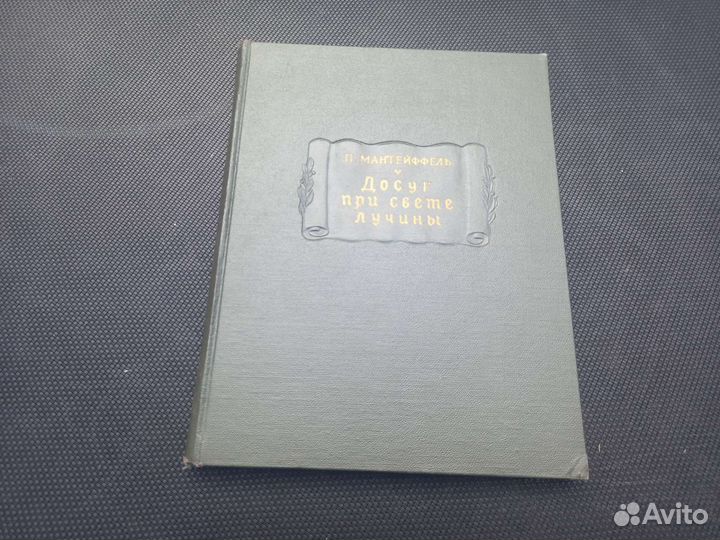 П. МАНТЕЙФФЕЛЬ
Досуг
при свете
лучины
Avito